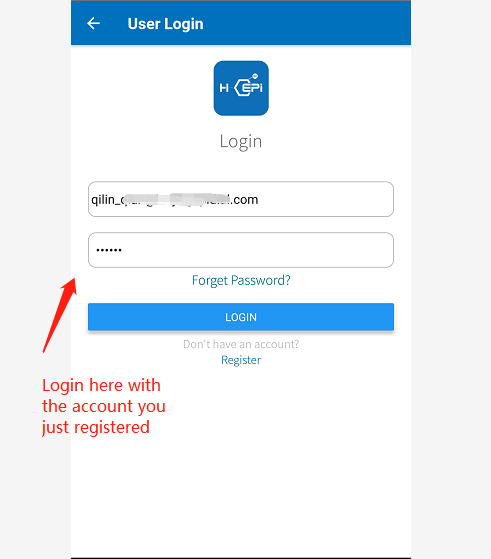 User Login
H EPi
Login
qilin_ .com
••••••
Forget Password?
LOGIN
Don't have an account?
Register
Login here with
the account you
just registered